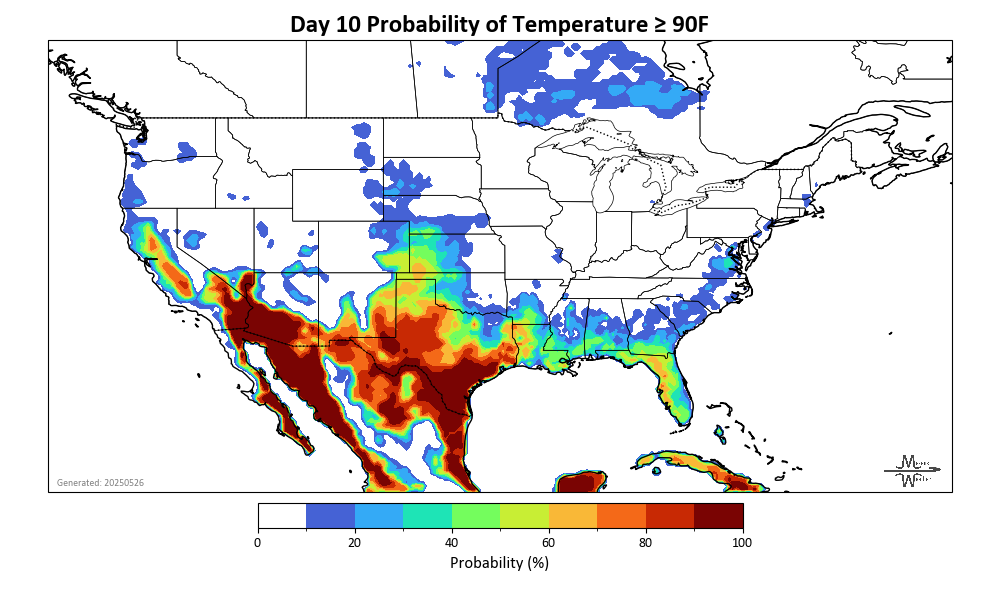 Day 10 Probability of Temperature ≥ 90F
Generated: 20250526
0 20 40 60 80 100
Probability (%)